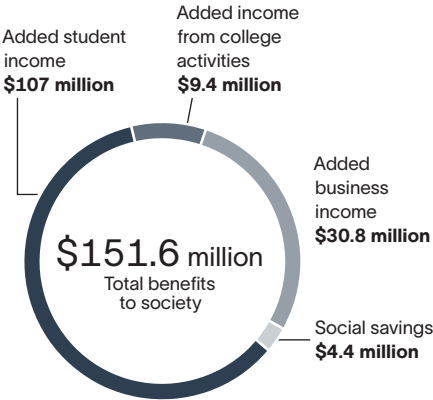 Added income
from college
activities
$9.4 million
Added student
income
$107 million
Added
business
income
$30.8 million
$151.6 million
Total benefits
to society
Social savings
$4.4 million